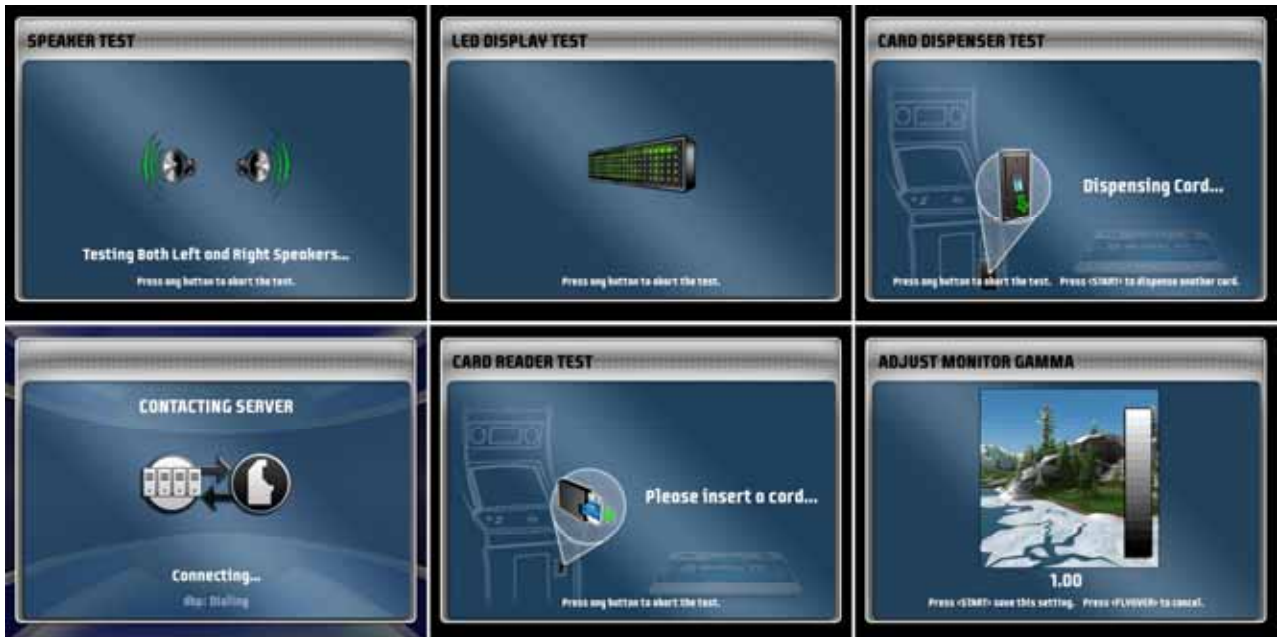 SPEAKER TEST
Testing Both Left and Right Speakers...
Press any button to abort the test.
LED DISPLAY TEST
Press any button to abort the test.
CARD DISPENSER TEST
Dispensing Card...
Press any button to abort the test. Press <START> to dispense another card.
CONTACTING SERVER
Connecting...
dbp: Dialing
CARD READER TEST
Please insert a card...
Press any button to abort the test.
ADJUST MONITOR GAMMA
1.00
Press <START> save this setting. Press <FLYOVER> to cancel.